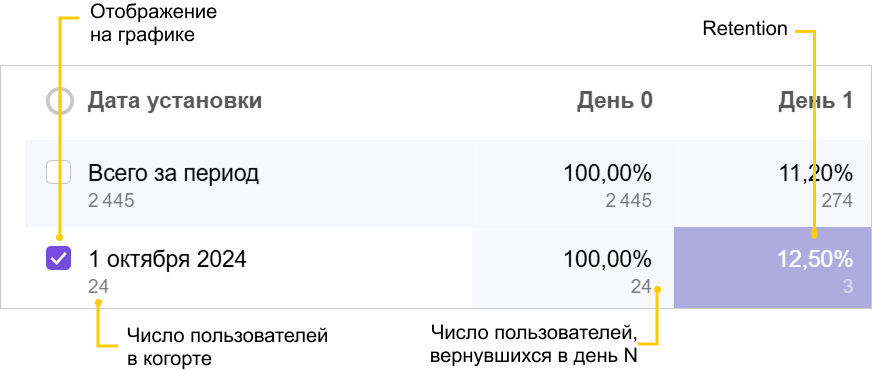 Отображение
на графике
Retention
Дата установки День 0 День 1
Всего за период 100,00% 11,20%
2 445 2 445 274
1 октября 2024 100,00% 12,50%
24 24 3
Число пользователей
в когорте
Число пользователей,
вернувшихся в день N